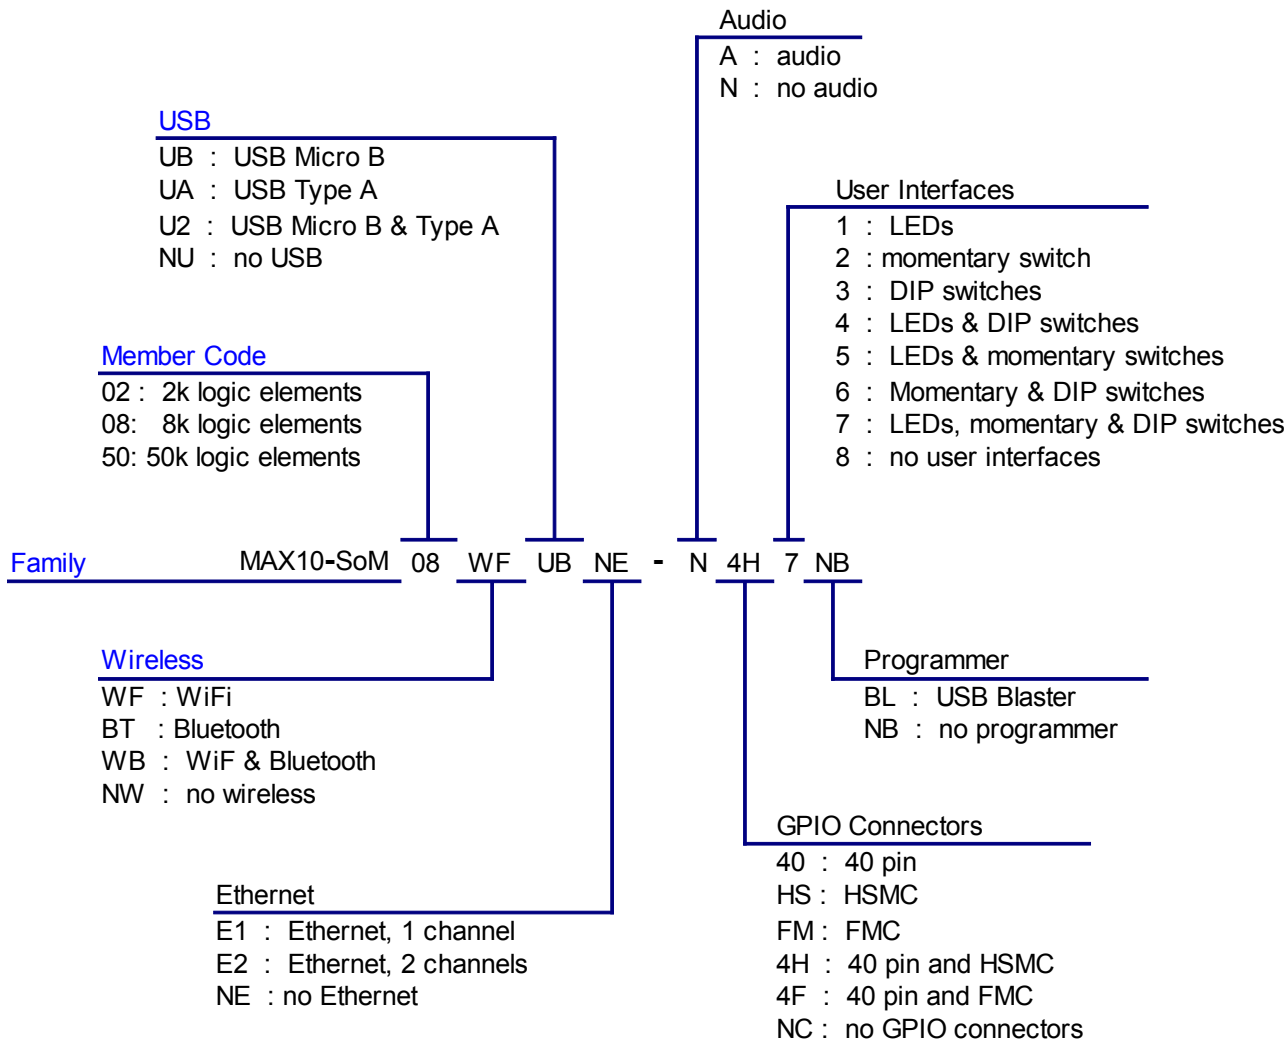 Audio
A : audio
N : no audio
USB
UB : USB Micro B
UA : USB Type A
U2 : USB Micro B & Type A
NU : no USB
User Interfaces
1 : LEDs
2 : momentary switch
3 : DIP switches
4 : LEDs & DIP switches
5 : LEDs & momentary switches
6 : Momentary & DIP switches
7 : LEDs, momentary & DIP switches
8 : no user interfaces
Member Code
02 : 2k logic elements
08: 8k logic elements
50: 50k logic elements
Family MAX10-SoM 08 WF UB NE - N 4H 7 NB
Wireless
WF : WiFi
BT : Bluetooth
WB : WiF & Bluetooth
NW : no wireless
Programmer
BL : USB Blaster
NB : no programmer
GPIO Connectors
40 : 40 pin
HS : HSMC
FM : FMC
4H : 40 pin and HSMC
4F : 40 pin and FMC
NC : no GPIO connectors
Ethernet
E1 : Ethernet, 1 channel
E2 : Ethernet, 2 channels
NE : no Ethernet